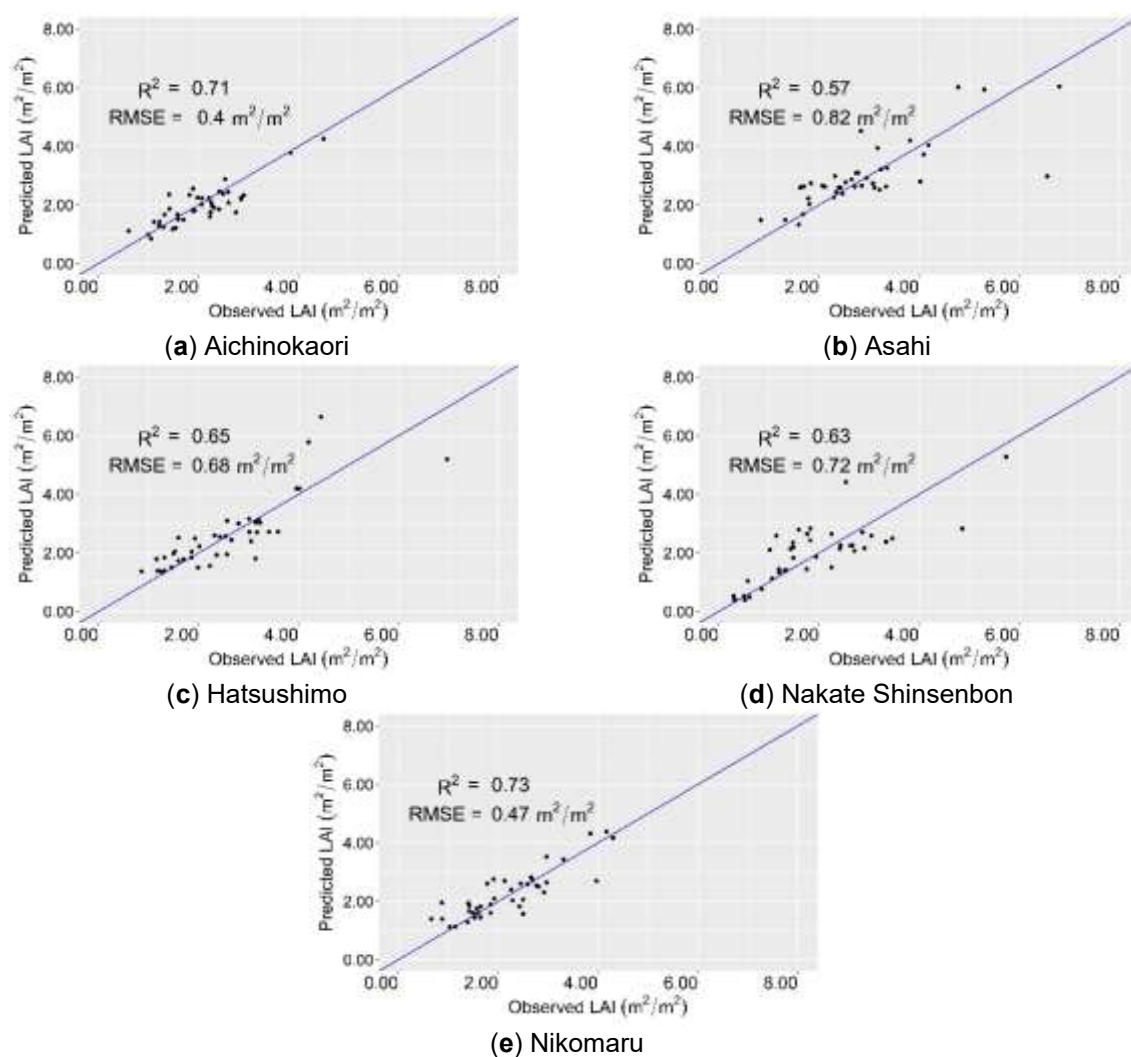 8.00
6.00
4.00
2.00
0.00
Predicted LAI (m²/m²)
R² = 0.71
RMSE = 0.4 m²/m²
0.00 2.00 4.00 6.00 8.00
Observed LAI (m²/m²)
(a) Aichinokaori
8.00
6.00
4.00
2.00
0.00
Predicted LAI (m²/m²)
R² = 0.57
RMSE = 0.82 m²/m²
0.00 2.00 4.00 6.00 8.00
Observed LAI (m²/m²)
(b) Asahi
8.00
6.00
4.00
2.00
0.00
Predicted LAI (m²/m²)
R² = 0.65
RMSE = 0.68 m²/m²
0.00 2.00 4.00 6.00 8.00
Observed LAI (m²/m²)
(c) Hatsushimo
8.00
6.00
4.00
2.00
0.00
Predicted LAI (m²/m²)
R² = 0.63
RMSE = 0.72 m²/m²
0.00 2.00 4.00 6.00 8.00
Observed LAI (m²/m²)
(d) Nakate Shinsenbon
8.00
6.00
4.00
2.00
0.00
Predicted LAI (m²/m²)
R² = 0.73
RMSE = 0.47 m²/m²
0.00 2.00 4.00 6.00 8.00
Observed LAI (m²/m²)
(e) Nikomaru